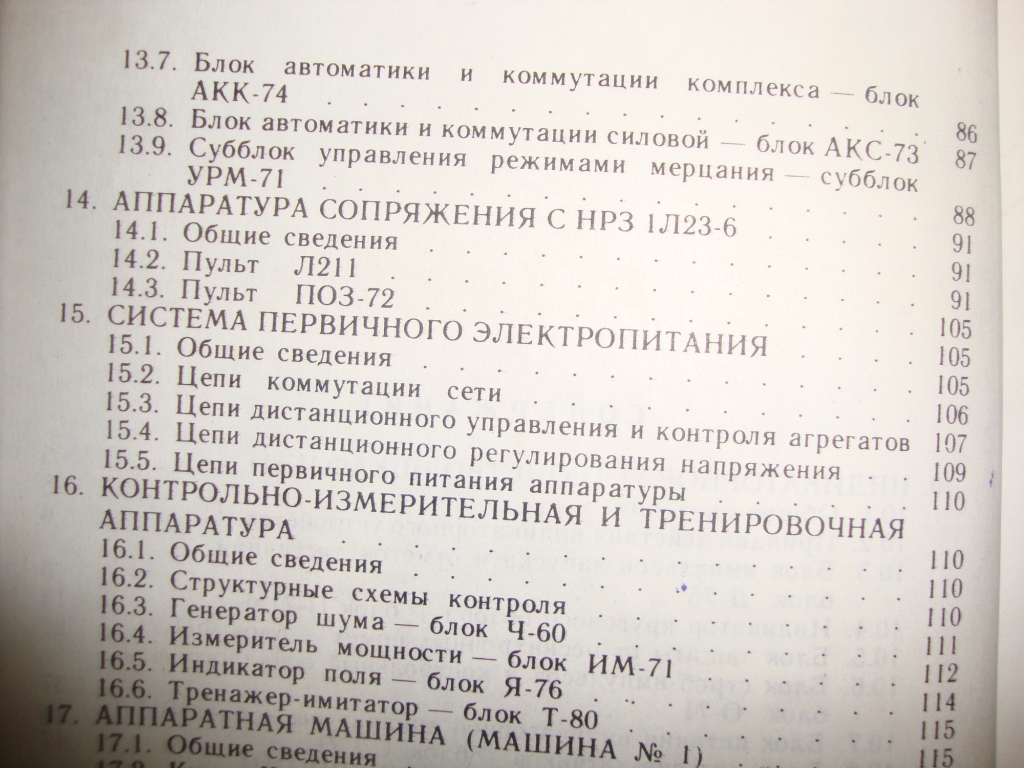 13.7. Блок автоматики и коммутации комплекса — блок
АКК-74 . . . . . . . . . . . 86
13.8. Блок автоматики и коммутации силовой — блок АКС-73 87
13.9. Субблок управления режимами мерцания — субблок
УРМ-71 . . . . . . . . . . . 88
14. АППАРАТУРА СОПРЯЖЕНИЯ С НРЗ 1Л23-6 . . . . 91
14.1. Общие сведения . . . . . . . . . 91
14.2. Пульт Л211 . . . . . . . . . . 91
14.3. Пульт ПОЗ-72 . . . . . . . . . 105
15. СИСТЕМА ПЕРВИЧНОГО ЭЛЕКТРОПИТАНИЯ . . . . 105
15.1. Общие сведения . . . . . . . . . 105
15.2. Цепи коммутации сети . . . . . . . 106
15.3. Цепи дистанционного управления и контроля агрегатов 107
15.4. Цепи дистанционного регулирования напряжения . . 109
15.5. Цепи первичного питания аппаратуры . . . . 110
16. КОНТРОЛЬНО-ИЗМЕРИТЕЛЬНАЯ И ТРЕНИРОВОЧНАЯ
АППАРАТУРА . . . . . . . . . . 110
16.1. Общие сведения . . . . . . . . . 110
16.2. Структурные схемы контроля . . . . . . 110
16.3. Генератор шума — блок Ч-60 . . . . . . 111
16.4. Измеритель мощности — блок ИМ-71 . . . . 112
16.5. Индикатор поля — блок Я-76 . . . . . . 114
16.6. Тренажер-имитатор — блок Т-80 . . . . . 115
17. АППАРАТНАЯ МАШИНА (МАШИНА № 1) . . . . 115
17.1. Общие сведения